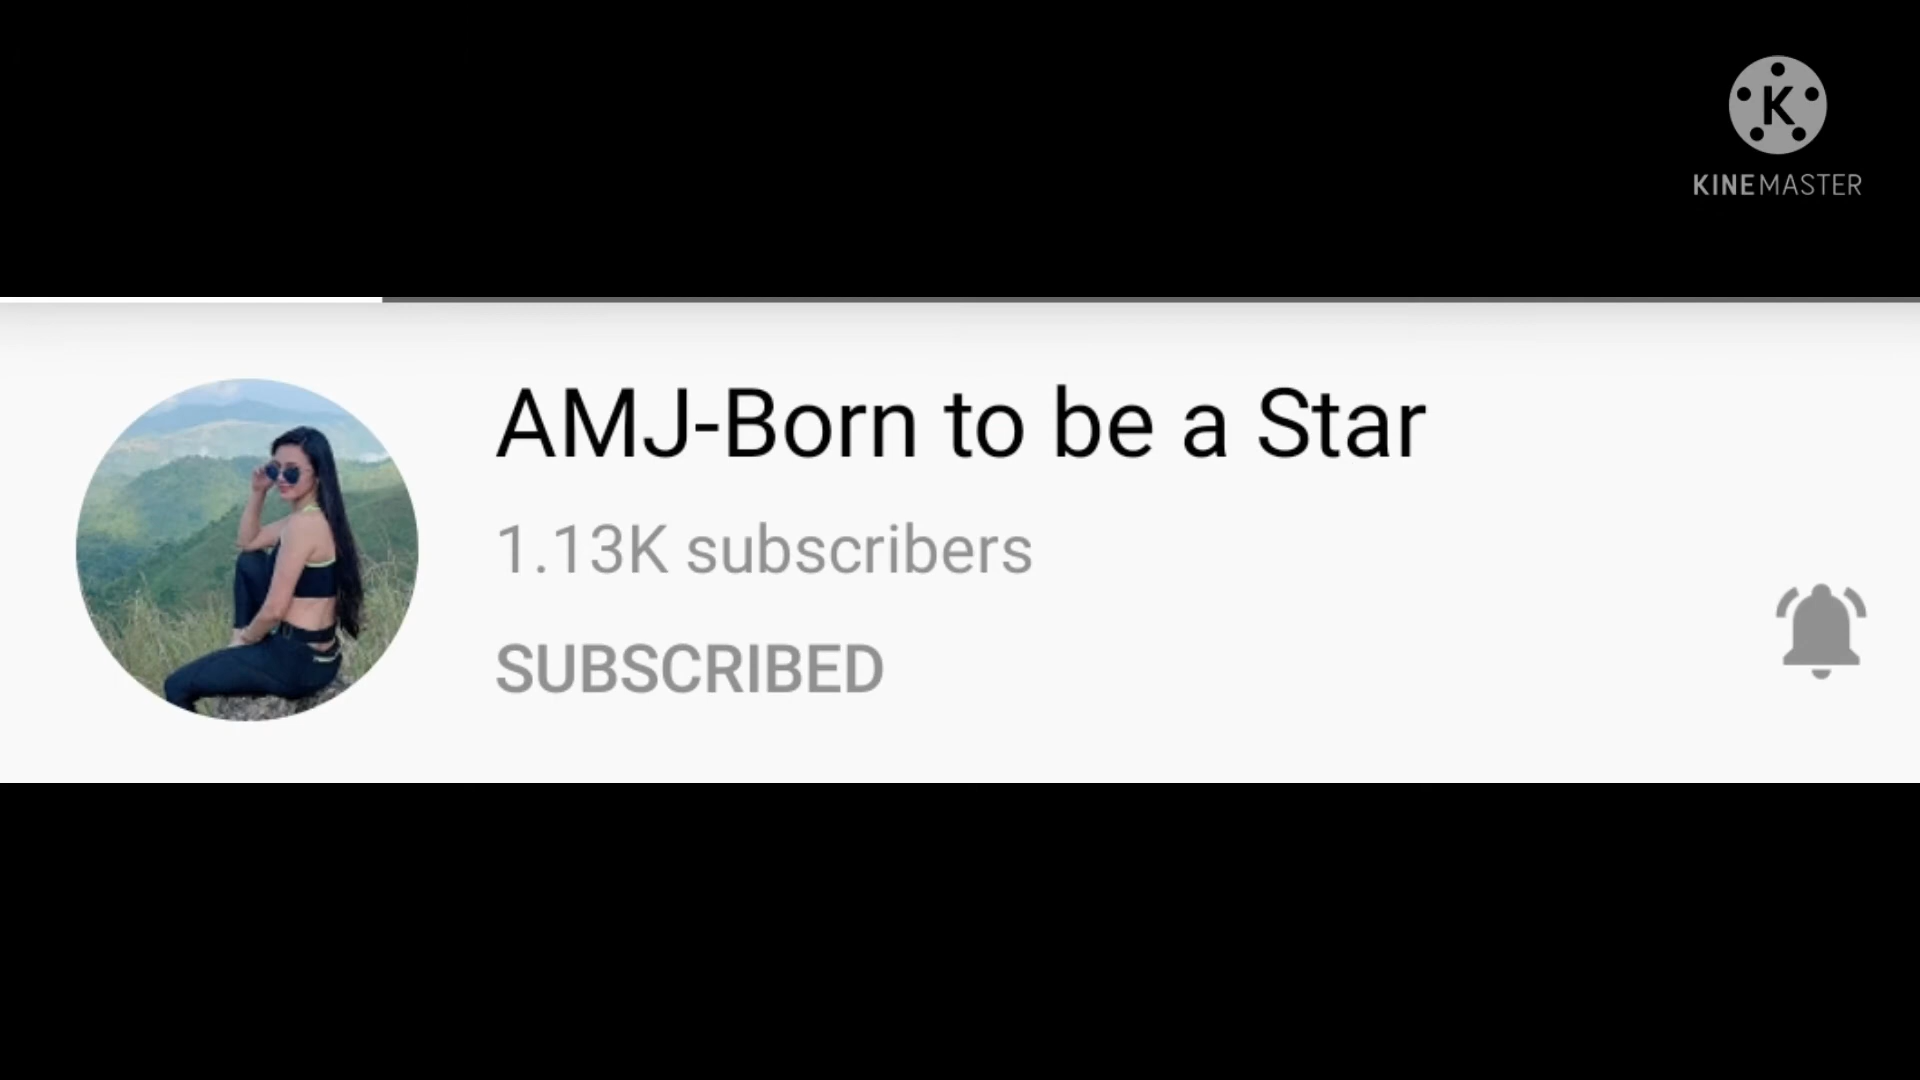 K
KINEMASTER
AMJ-Born to be a Star
1.13K subscribers
SUBSCRIBED